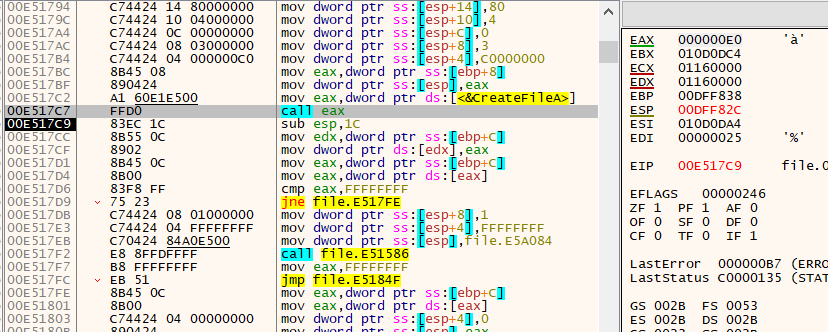 00E51794 C74424 14 80000000 mov dword ptr ss:[esp+14],80
00E5179C C74424 10 04000000 mov dword ptr ss:[esp+10],4
00E517A4 C74424 0C 00000000 mov dword ptr ss:[esp+C],0
00E517AC C74424 08 03000000 mov dword ptr ss:[esp+8],3
00E517B4 C74424 04 000000C0 mov dword ptr ss:[esp+4],C0000000
00E517BC 8B45 08 mov eax,dword ptr ss:[ebp+8]
00E517BF 890424 mov dword ptr ss:[esp],eax
00E517C2 A1 60E1E500 mov eax,dword ptr ds:[<&CreateFileA>]
00E517C7 FFD0 call eax
00E517C9 83EC 1C sub esp,1C
00E517CC 8B55 0C mov edx,dword ptr ss:[ebp+C]
00E517CF 8902 mov dword ptr ds:[edx],eax
00E517D1 8B45 0C mov eax,dword ptr ss:[ebp+C]
00E517D4 8B00 mov eax,dword ptr ds:[eax]
00E517D6 83F8 FF cmp eax,FFFFFFFF
00E517D9 75 23 jne file.E517FE
00E517DB C74424 08 01000000 mov dword ptr ss:[esp+8],1
00E517E3 C74424 04 FFFFFFFF mov dword ptr ss:[esp+4],FFFFFFFF
00E517EB C70424 84A0E500 mov dword ptr ss:[esp],file.E5A084
00E517F2 E8 8FFDFFFF call file.E51586
00E517F7 B8 FFFFFFFF mov eax,FFFFFFFF
00E517FC EB 51 jmp file.E5184F
00E517FE 8B45 0C mov eax,dword ptr ss:[ebp+C]
00E51801 8B00 mov eax,dword ptr ds:[eax]
00E51803 C74424 04 00000000 mov dword ptr ss:[esp+4],0
00E5180B 890424 mov dword ptr ss:[esp],eax
EAX 000000E0 'à'
EBX 010D0DC4
ECX 01160000
EDX 01160000
EBP 00DFF838
ESP 00DFF82C
ESI 010D0DA4
EDI 00000025 '%'
EIP 00E517C9 file.0
EFLAGS 00000246
ZF 1 PF 1 AF 0
OF 0 SF 0 DF 0
CF 0 TF 0 IF 1
LastError 000000B7 (ERRO
LastStatus C0000135 (STAT
GS 002B FS 0053
ES 002B DS 002B